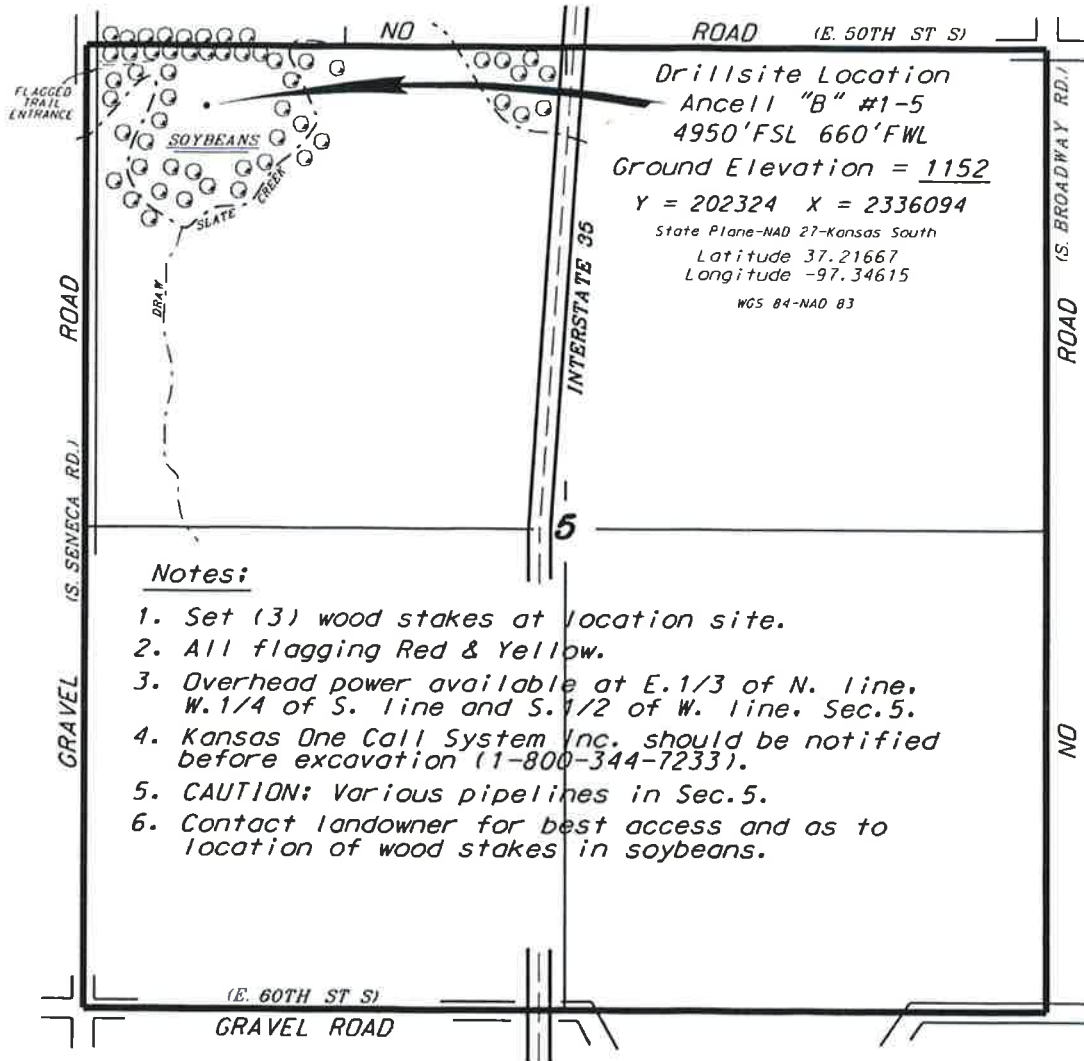 NO ROAD (E. 50TH ST S)
FLAGGED
TRAIL
ENTRANCE
SOYBEANS
SLATE CREEK
DRAW
Drillsite Location
Ancell "B" #1-5
4950'FSL 660'FWL
Ground Elevation = 1152
Y = 202324 X = 2336094
State Plane-NAD 27-Kansas South
Latitude 37.21667
Longitude -97.34615
WGS 84-NAD 83
INTERSTATE 35
NO ROAD (S. BROADWAY RD.)
GRAVEL (S. SENECA RD.) ROAD
5
Notes:
1. Set (3) wood stakes at location site.
2. All flagging Red & Yellow.
3. Overhead power available at E. 1/3 of N. line,
W. 1/4 of S. line and S. 1/2 of W. line, Sec.5.
4. Kansas One Call System Inc. should be notified
before excavation (1-800-344-7233).
5. CAUTION: Various pipelines in Sec.5.
6. Contact landowner for best access and as to
location of wood stakes in soybeans.
(E. 60TH ST S)
GRAVEL ROAD